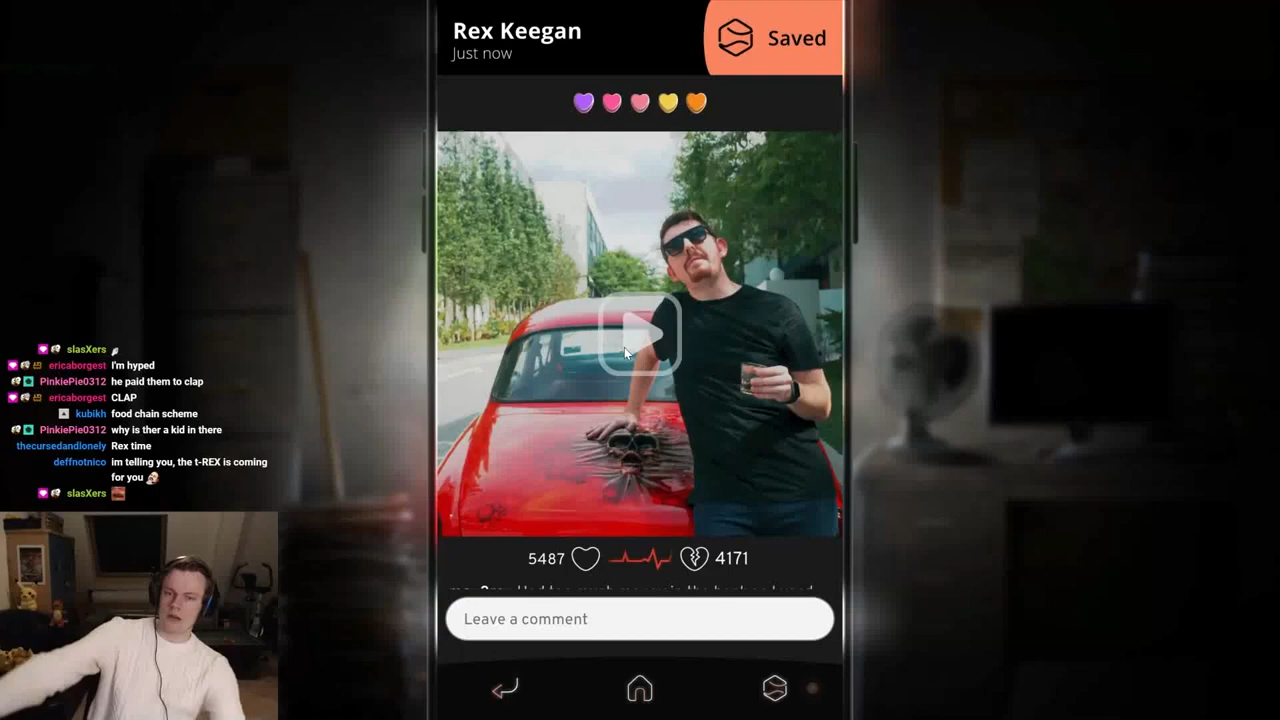 Rex Keegan
Just now
Saved
slasXers
ericaborgest I'm hyped
PinkiePie0312 he paid them to clap
ericaborgest CLAP
kubikh food chain scheme
PinkiePie0312 why is ther a kid in there
thecursedandlonely Rex time
deffnotnico im telling you, the t-REX is coming
for you
slasXers
5487
4171
Leave a comment